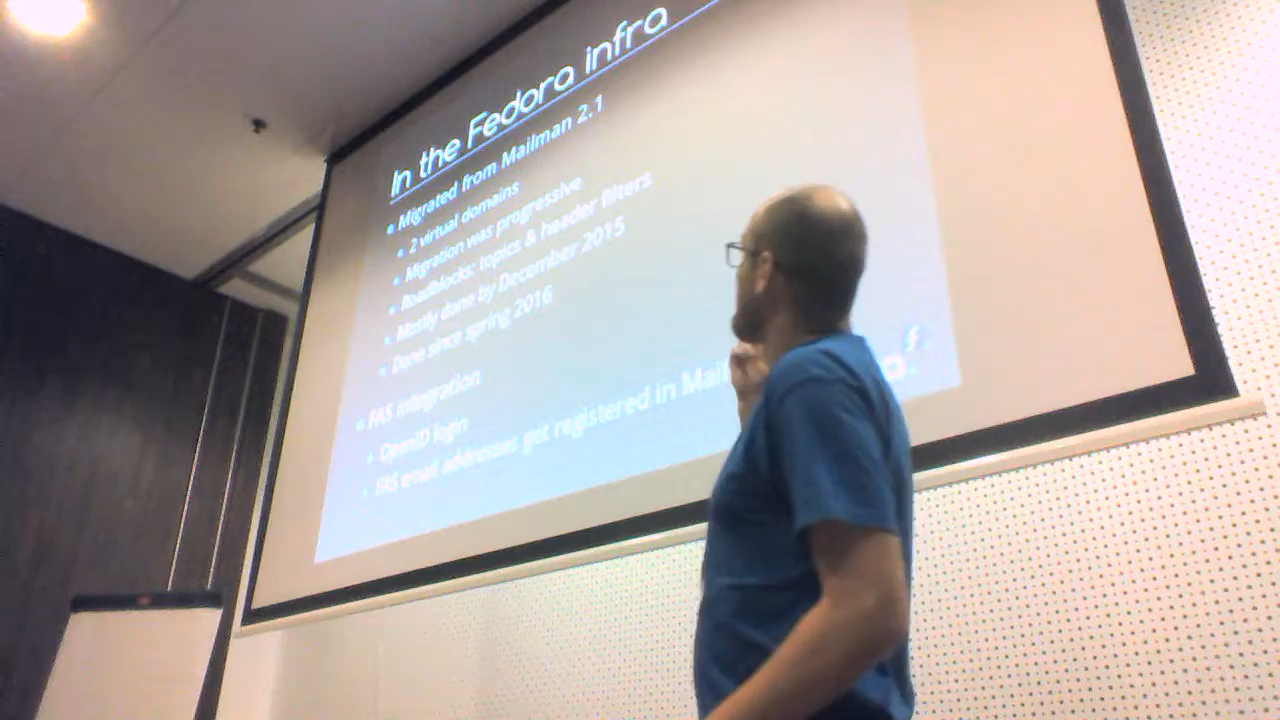 In the Fedora infra
Migrated from Mailman 2.1
2 virtual domains
Migration was progressive
Roadblocks: topics & header filters
Mostly done by December 2015
Done since spring 2016
FAS integration
OpenID login
FAS email addresses get registered in Mail